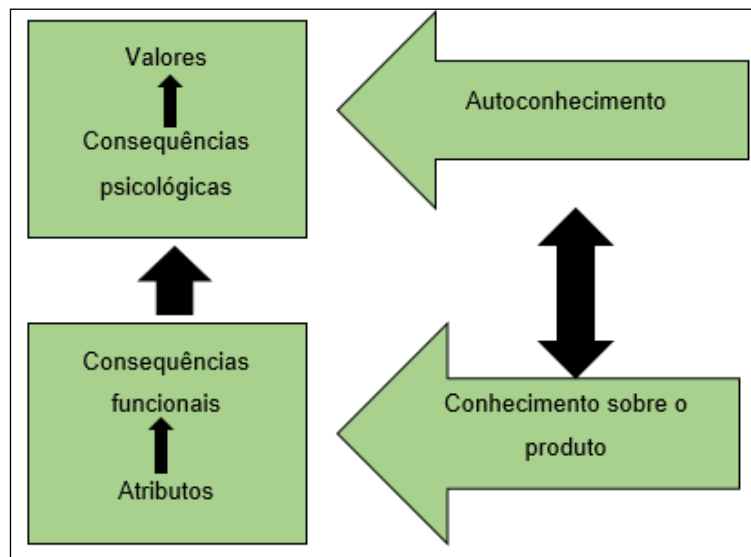 Valores
Consequências
psicológicas
Autoconhecimento
Consequências
funcionais
Atributos
Conhecimento sobre o
produto